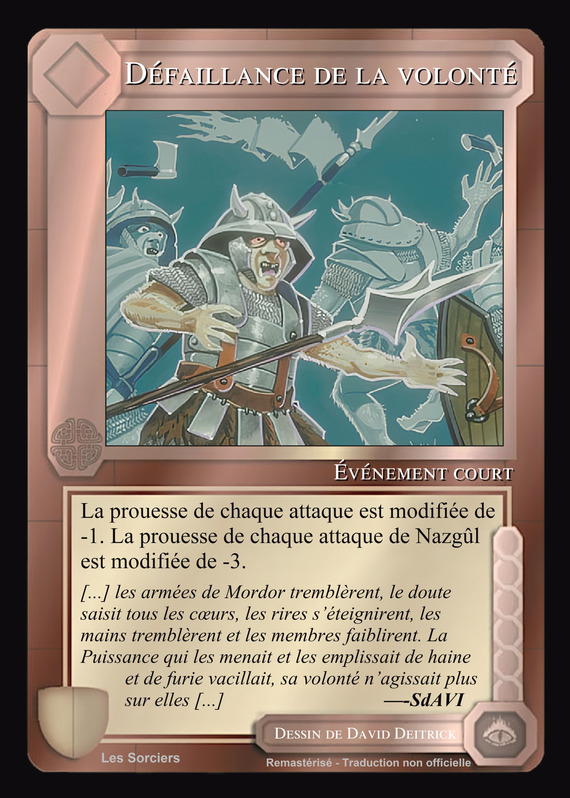 Défaillance de la volonté
Événement court
La prouesse de chaque attaque est modifiée de
-1. La prouesse de chaque attaque de Nazgûl
est modifiée de -3.
[...] les armées de Mordor tremblèrent, le doute
saisit tous les cœurs, les rires s'éteignirent, les
mains tremblèrent et les membres faiblirent. La
Puissance qui les menait et les emplissait de haine
et de furie vacillait, sa volonté n'agissait plus
sur elles [...] —-SdAVI
Dessin de David Deitrick
Les Sorciers
Remastérisé - Traduction non officielle